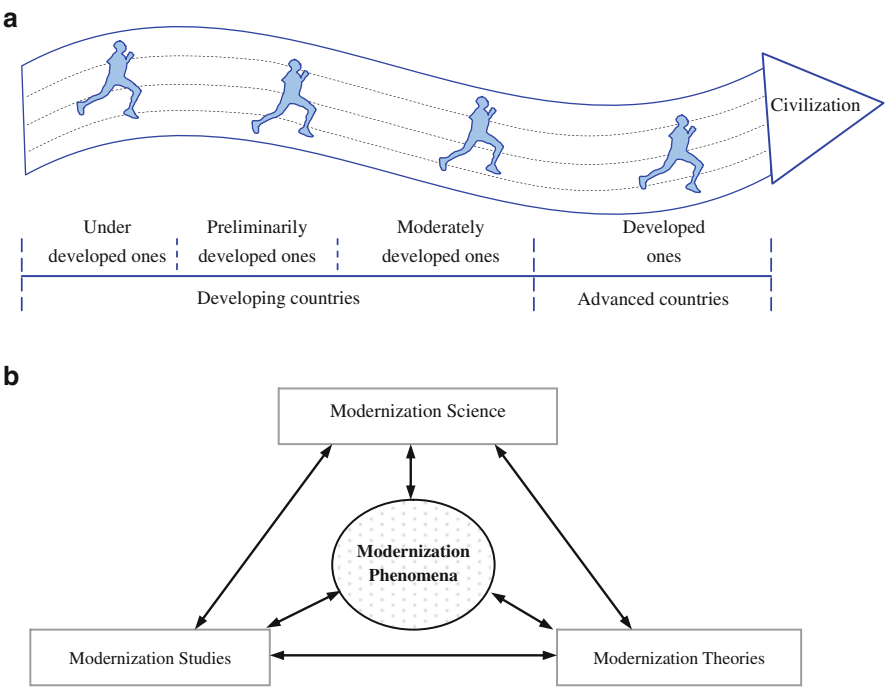 a
Civilization
Under
developed ones
Preliminarily
developed ones
Moderately
developed ones
Developed
ones
Developing countries
Advanced countries
b
Modernization Science
Modernization
Phenomena
Modernization Studies
Modernization Theories